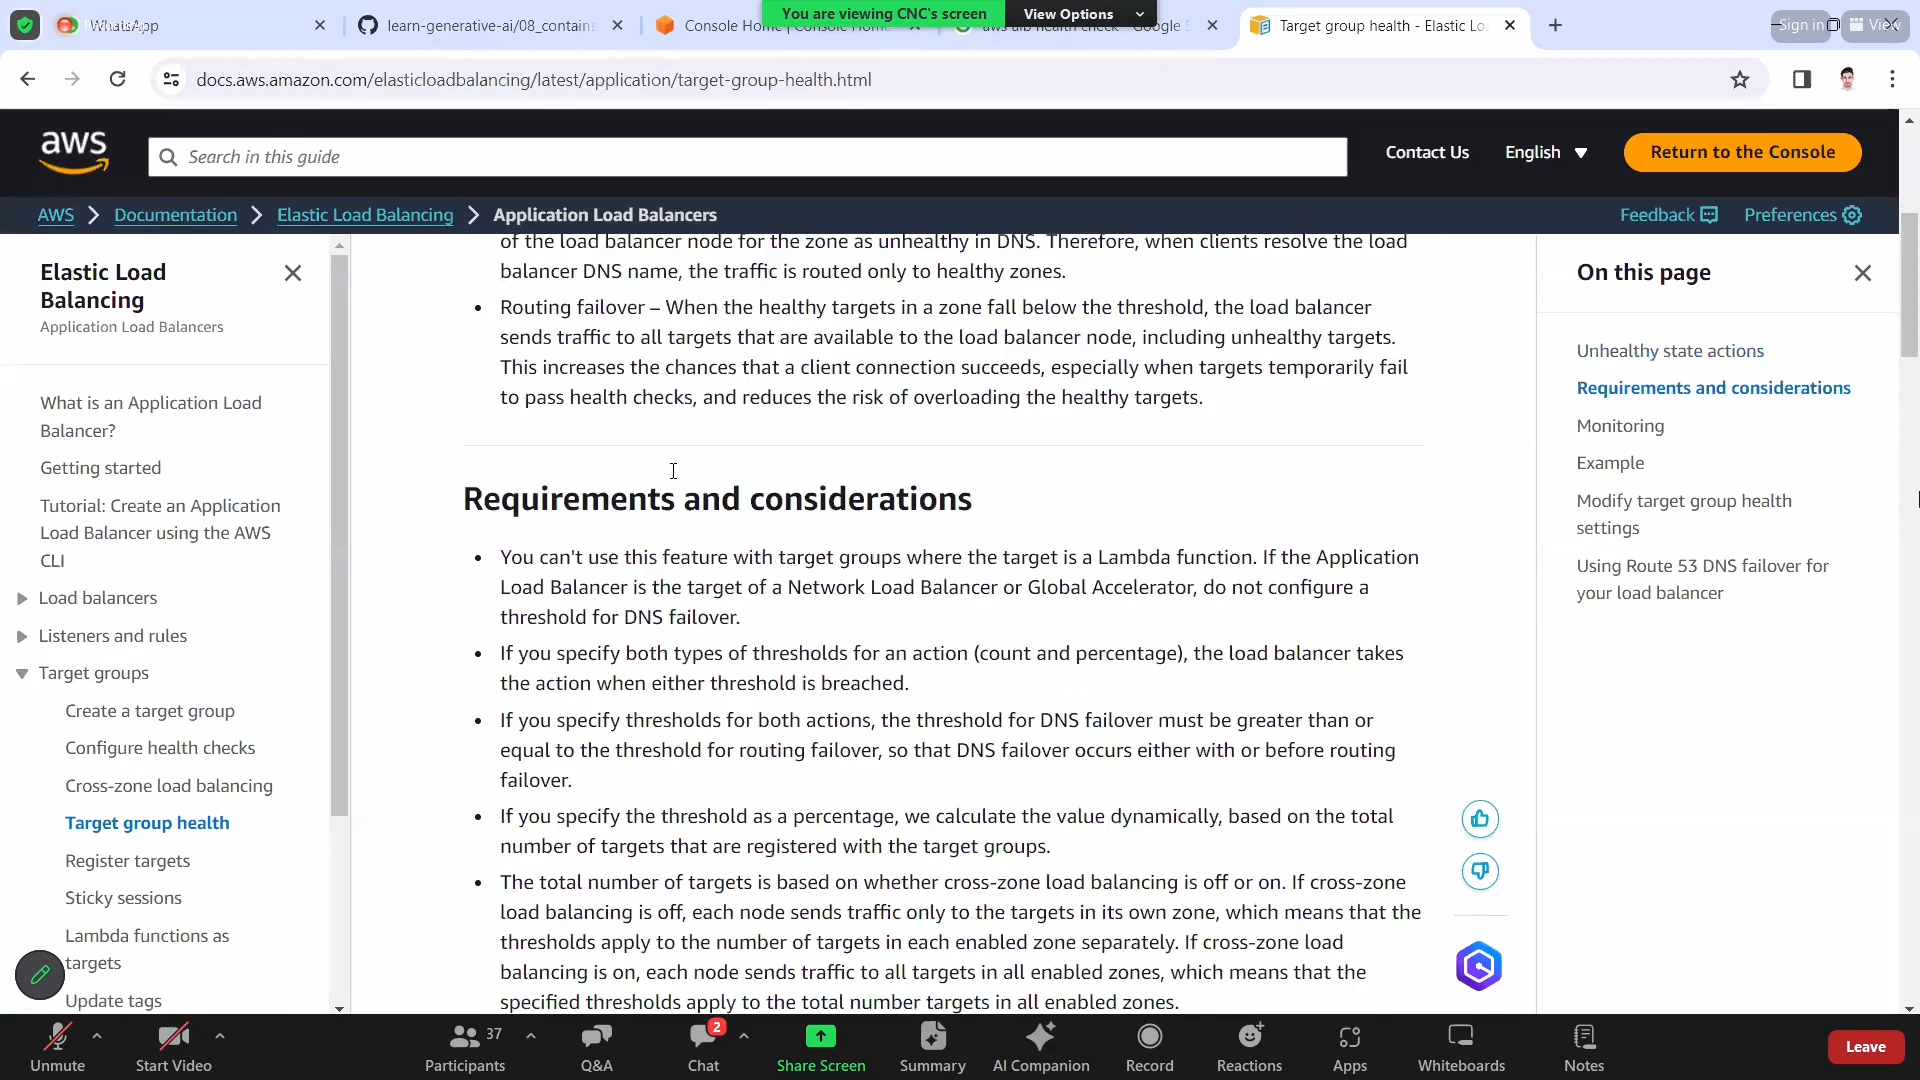 WhatsApp
learn-generative-ai/08_containe
Console Home | Console Home
aws alb health check - Google S
Target group health - Elastic Lo
You are viewing CNC's screen
View Options
Sign in
View
docs.aws.amazon.com/elasticloadbalancing/latest/application/target-group-health.html
aws
Search in this guide
Contact Us
English
Return to the Console
AWS
Documentation
Elastic Load Balancing
Application Load Balancers
Feedback
Preferences
Elastic Load
Balancing
Application Load Balancers
What is an Application Load
Balancer?
Getting started
Tutorial: Create an Application
Load Balancer using the AWS
CLI
Load balancers
Listeners and rules
Target groups
Create a target group
Configure health checks
Cross-zone load balancing
Target group health
Register targets
Sticky sessions
Lambda functions as
targets
Update tags
of the load balancer node for the zone as unhealthy in DNS. Therefore, when clients resolve the load
balancer DNS name, the traffic is routed only to healthy zones.
• Routing failover – When the healthy targets in a zone fall below the threshold, the load balancer
sends traffic to all targets that are available to the load balancer node, including unhealthy targets.
This increases the chances that a client connection succeeds, especially when targets temporarily fail
to pass health checks, and reduces the risk of overloading the healthy targets.
Requirements and considerations
• You can't use this feature with target groups where the target is a Lambda function. If the Application
Load Balancer is the target of a Network Load Balancer or Global Accelerator, do not configure a
threshold for DNS failover.
• If you specify both types of thresholds for an action (count and percentage), the load balancer takes
the action when either threshold is breached.
• If you specify thresholds for both actions, the threshold for DNS failover must be greater than or
equal to the threshold for routing failover, so that DNS failover occurs either with or before routing
failover.
• If you specify the threshold as a percentage, we calculate the value dynamically, based on the total
number of targets that are registered with the target groups.
• The total number of targets is based on whether cross-zone load balancing is off or on. If cross-zone
load balancing is off, each node sends traffic only to the targets in its own zone, which means that the
thresholds apply to the number of targets in each enabled zone separately. If cross-zone load
balancing is on, each node sends traffic to all targets in all enabled zones, which means that the
specified thresholds apply to the total number targets in all enabled zones.
On this page
Unhealthy state actions
Requirements and considerations
Monitoring
Example
Modify target group health
settings
Using Route 53 DNS failover for
your load balancer
Unmute
Start Video
37
Participants
Q&A
2
Chat
Share Screen
Summary
AI Companion
Record
Reactions
Apps
Whiteboards
Notes
Leave